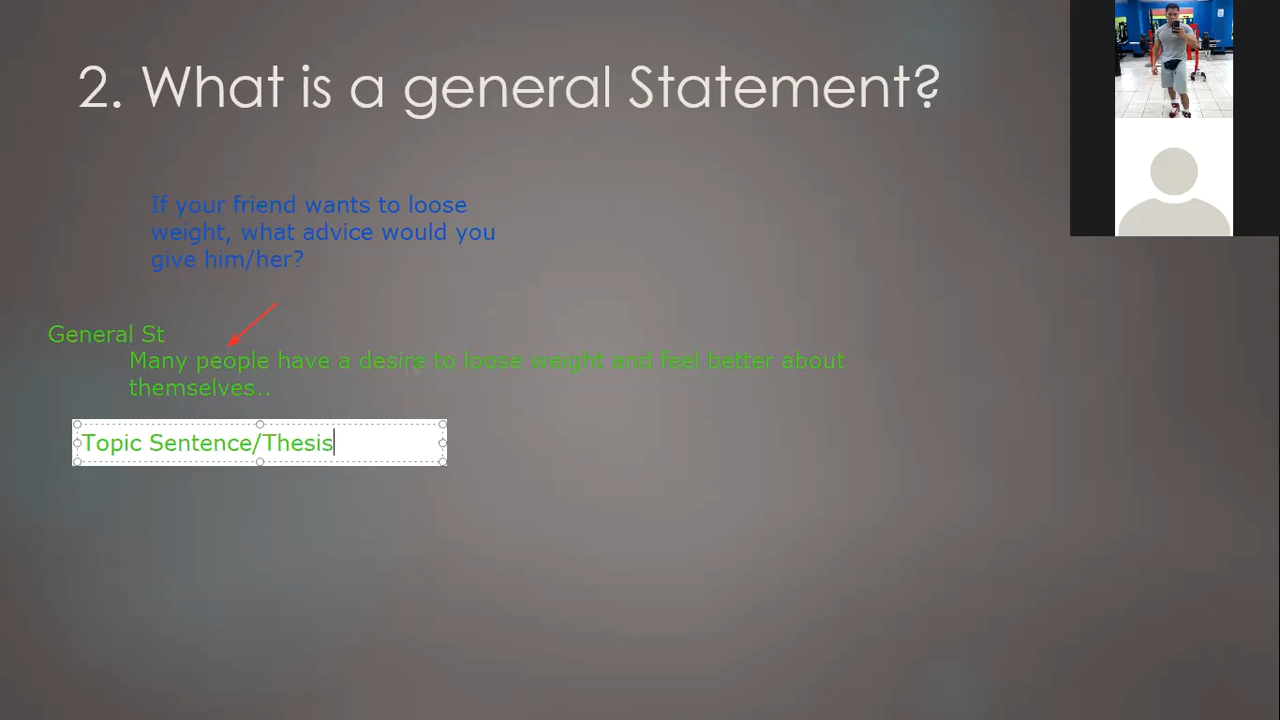 2. What is a general Statement?
If your friend wants to loose
weight, what advice would you
give him/her?
General St
Many people have a desire to loose weight and feel better about
themselves..
Topic Sentence/Thesis